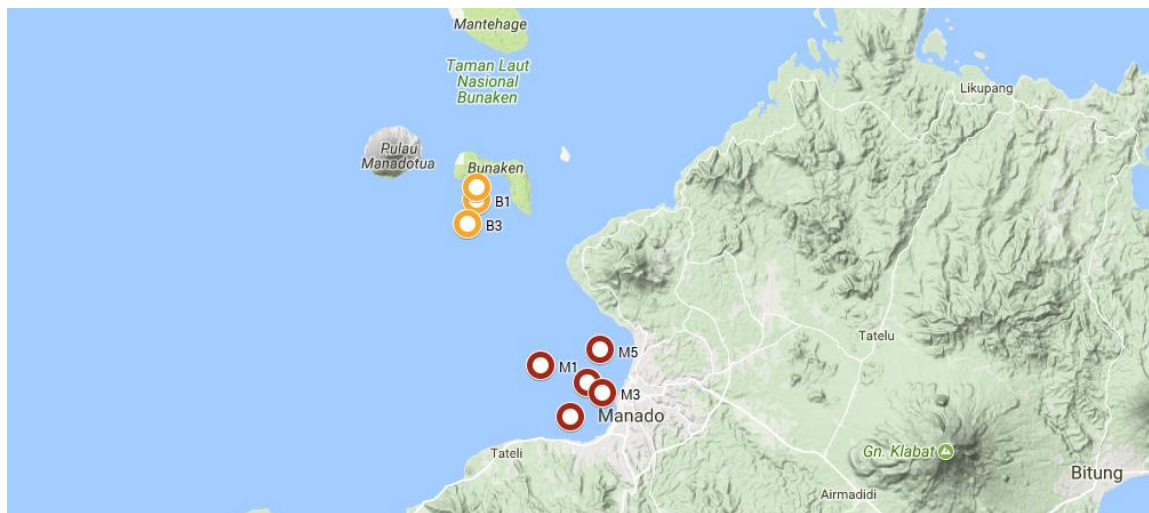 Mantehage
Taman Laut
Nasional
Bunaken
Likupang
Pulau
Manadotua
Bunaken
B1
B3
Tatelu
M5
M1
M3
Manado
Tateli
Gn. Klabat
Bitung
Airmadidi